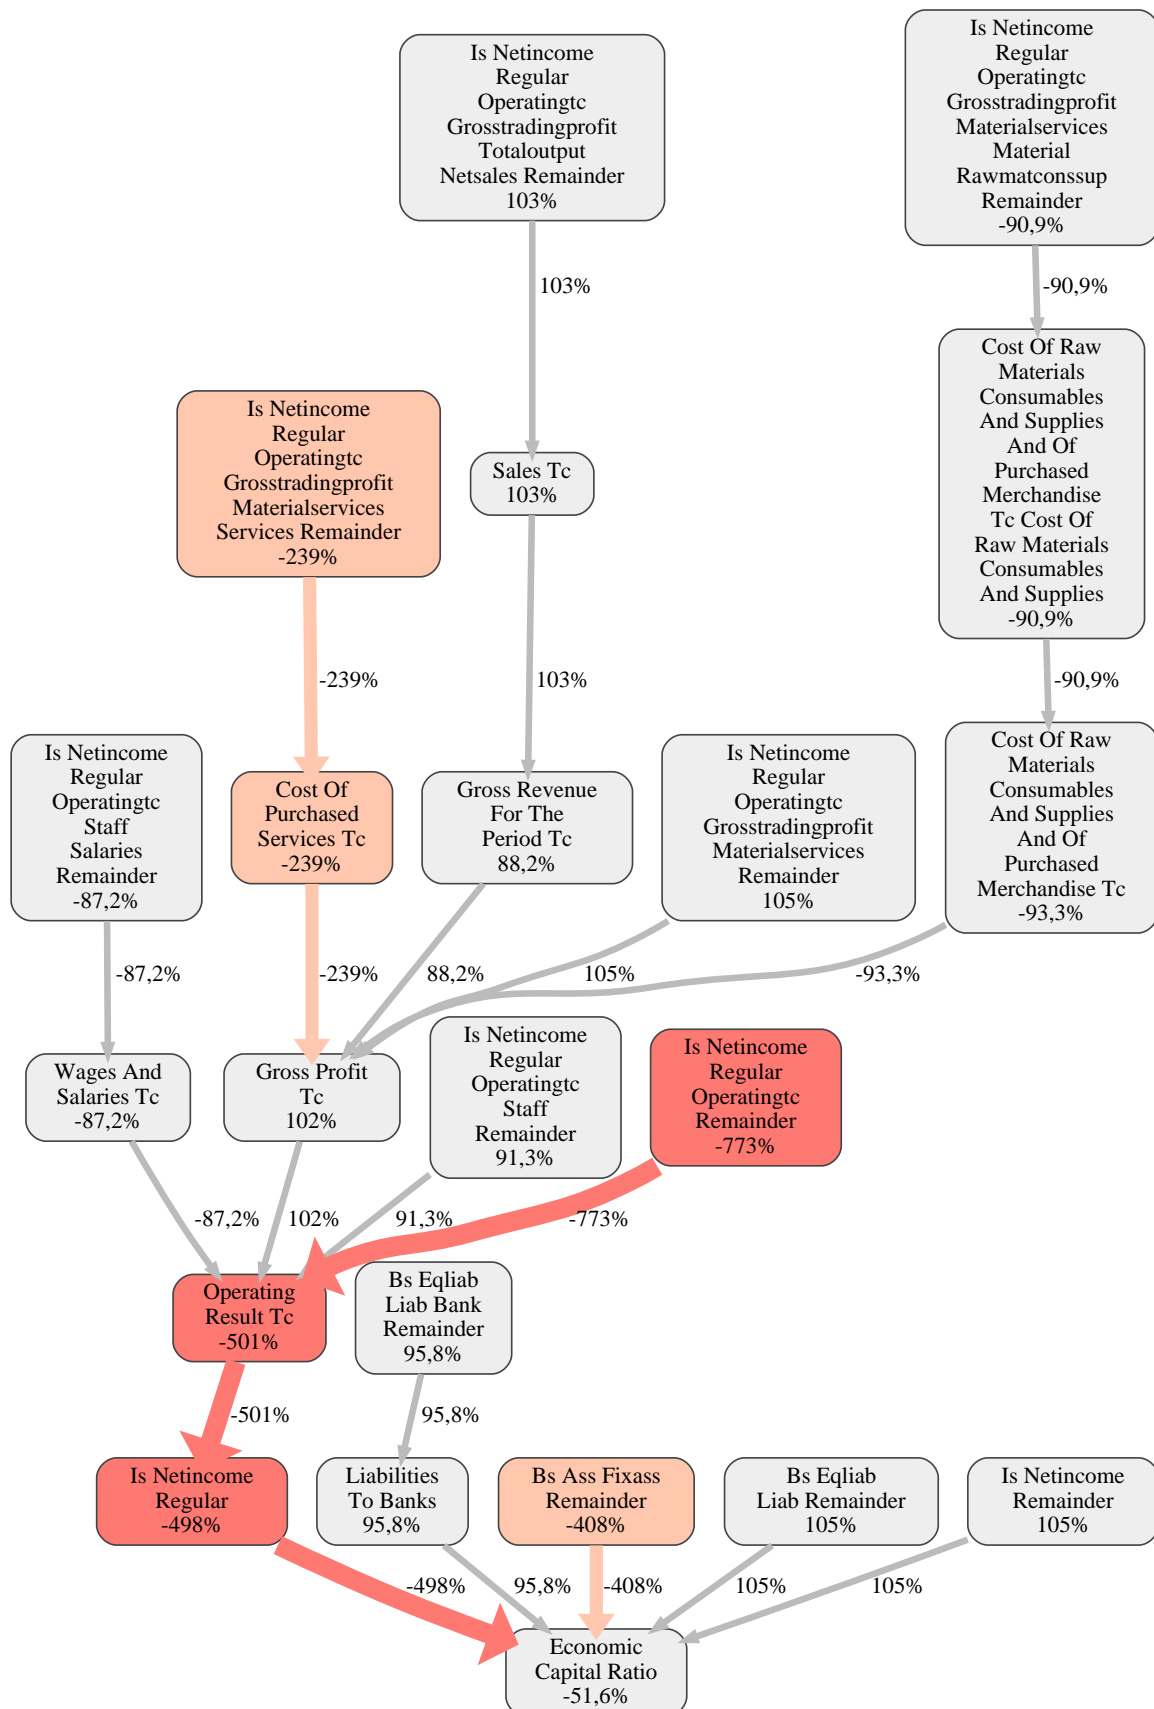 Is Netincome
Regular
Operatingtc
Grosstradingprofit
Totaloutput
Netsales Remainder
103%
Is Netincome
Regular
Operatingtc
Grosstradingprofit
Materialservices
Material
Rawmatconssup
Remainder
-90,9%
103%
-90,9%
Cost Of Raw
Materials
Consumables
And Supplies
And Of
Purchased
Merchandise
Tc Cost Of
Raw Materials
Consumables
And Supplies
-90,9%
Is Netincome
Regular
Operatingtc
Grosstradingprofit
Materialservices
Services Remainder
-239%
Sales Tc
103%
-239%
103%
-90,9%
Is Netincome
Regular
Operatingtc
Staff
Salaries
Remainder
-87,2%
Cost Of
Purchased
Services Tc
-239%
Gross Revenue
For The
Period Tc
88,2%
Is Netincome
Regular
Operatingtc
Grosstradingprofit
Materialservices
Remainder
105%
Cost Of Raw
Materials
Consumables
And Supplies
And Of
Purchased
Merchandise Tc
-93,3%
-87,2%
-239%
88,2%
105%
-93,3%
Wages And
Salaries Tc
-87,2%
Gross Profit
Tc
102%
Is Netincome
Regular
Operatingtc
Staff
Remainder
91,3%
Is Netincome
Regular
Operatingtc
Remainder
-773%
-87,2%
102%
91,3%
-773%
Operating
Result Tc
-501%
Bs Eqliab
Liab Bank
Remainder
95,8%
-501%
95,8%
Is Netincome
Regular
-498%
Liabilities
To Banks
95,8%
Bs Ass Fixass
Remainder
-408%
Bs Eqliab
Liab Remainder
105%
Is Netincome
Remainder
105%
-498%
95,8%
-408%
105%
105%
Economic
Capital Ratio
-51,6%